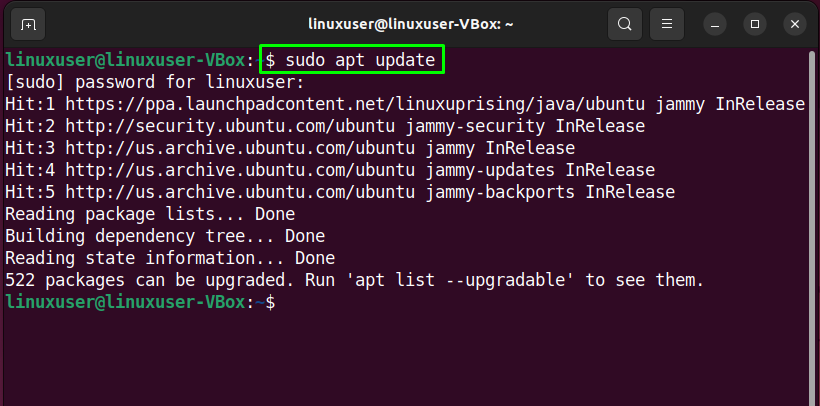 linuxuser@linuxuser-VBox: ~
linuxuser@linuxuser-VBox:~$ sudo apt update
[sudo] password for linuxuser:
Hit:1 https://ppa.launchpadcontent.net/linuxuprising/java/ubuntu jammy InRelease
Hit:2 http://security.ubuntu.com/ubuntu jammy-security InRelease
Hit:3 http://us.archive.ubuntu.com/ubuntu jammy InRelease
Hit:4 http://us.archive.ubuntu.com/ubuntu jammy-updates InRelease
Hit:5 http://us.archive.ubuntu.com/ubuntu jammy-backports InRelease
Reading package lists... Done
Building dependency tree... Done
Reading state information... Done
522 packages can be upgraded. Run 'apt list --upgradable' to see them.
linuxuser@linuxuser-VBox:~$